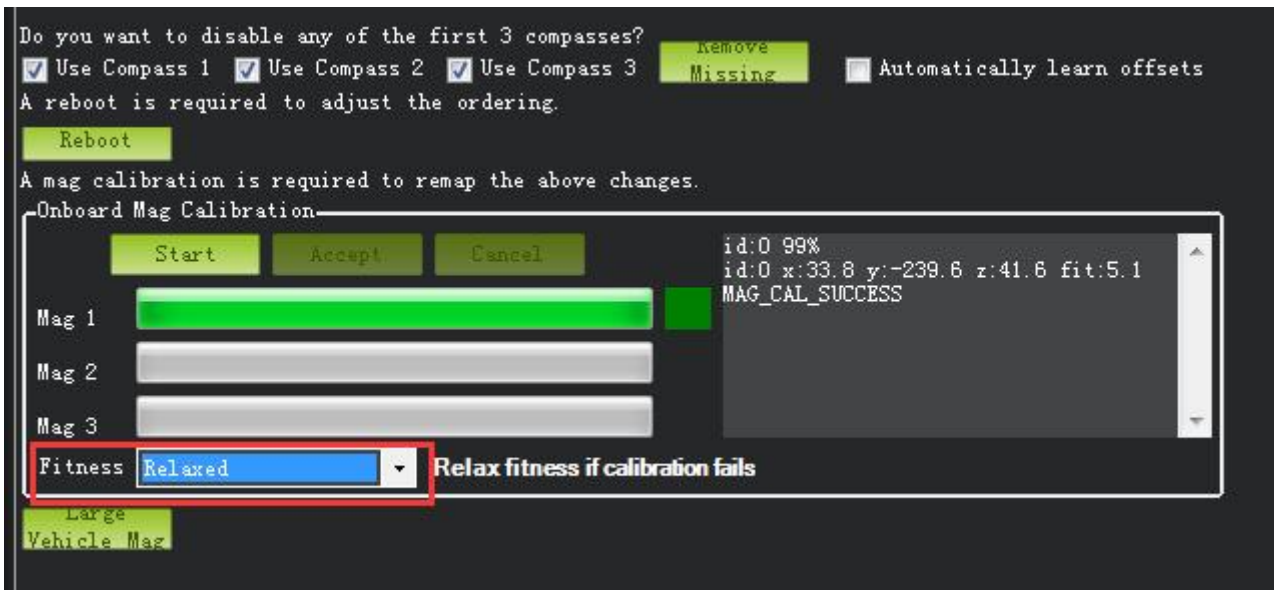 Do you want to disable any of the first 3 compasses?
Use Compass 1 Use Compass 2 Use Compass 3 Remove Missing Automatically learn offsets
A reboot is required to adjust the ordering.
Reboot
A mag calibration is required to remap the above changes.
Onboard Mag Calibration
Start Accept Cancel
id:0 99%
id:0 x:33.8 y:-239.6 z:41.6 fit:5.1
MAG_CAL_SUCCESS
Mag 1
Mag 2
Mag 3
Fitness Relaxed Relax fitness if calibration fails
Large
Vehicle Mag